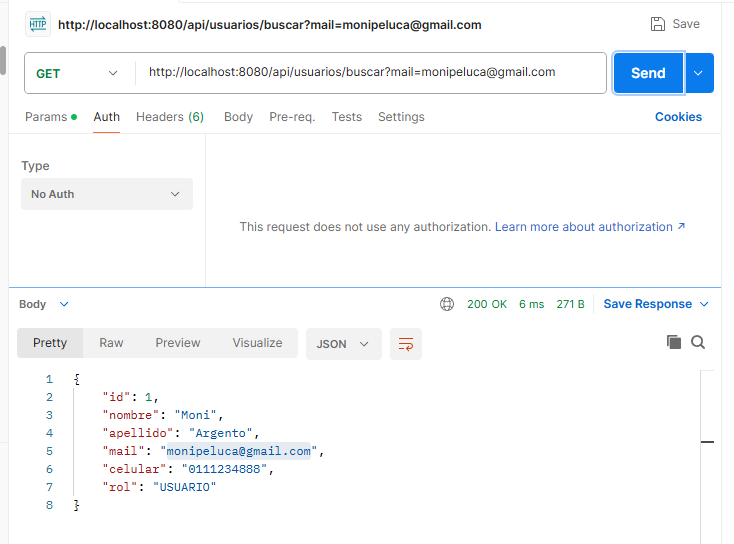 HTTP http://localhost:8080/api/usuarios/buscar?mail=monipeluca@gmail.com Save
GET http://localhost:8080/api/usuarios/buscar?mail=monipeluca@gmail.com Send
Params Auth Headers (6) Body Pre-req. Tests Settings Cookies
Type
No Auth
This request does not use any authorization. Learn more about authorization ↗
Body 200 OK 6 ms 271 B Save Response
Pretty Raw Preview Visualize JSON
1 {
2 "id": 1,
3 "nombre": "Moni",
4 "apellido": "Argento",
5 "mail": "monipeluca@gmail.com",
6 "celular": "0111234888",
7 "rol": "USUARIO"
8 }